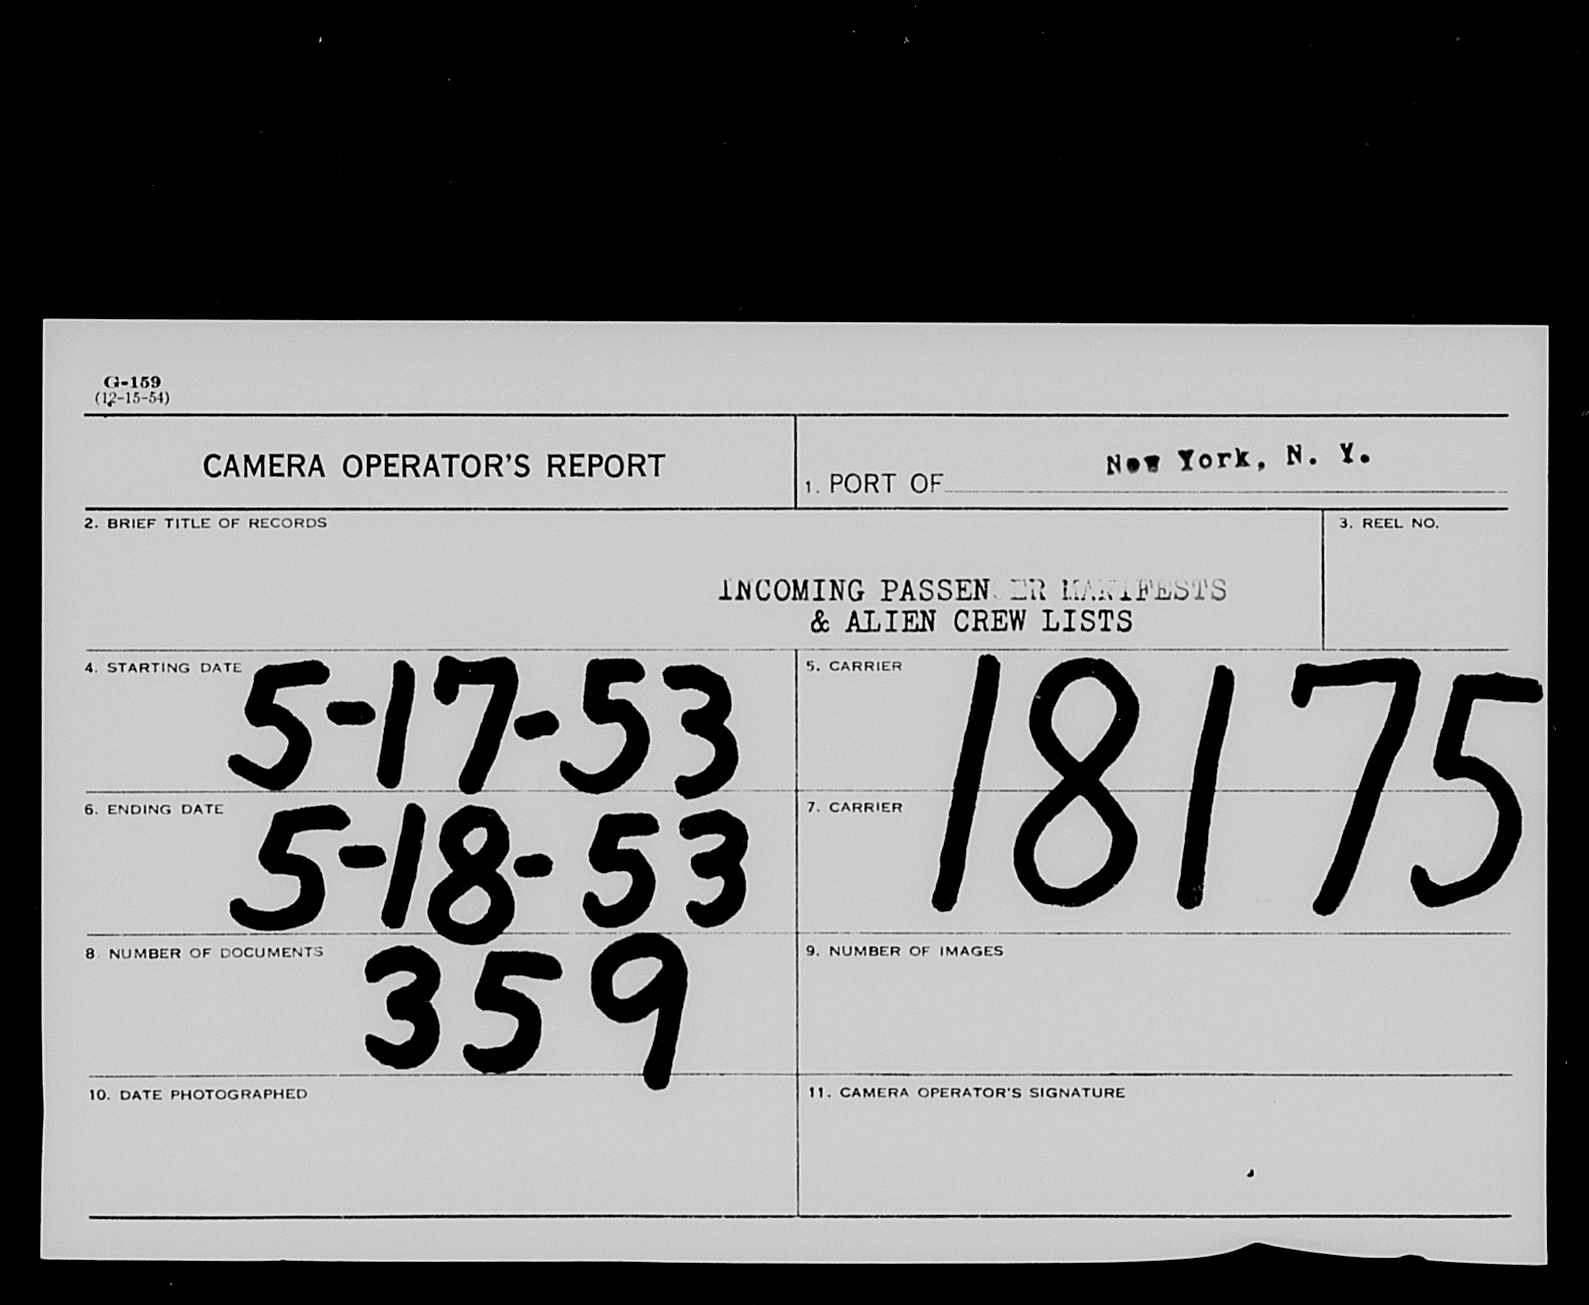 G-159
(12-15-54)
CAMERA OPERATOR'S REPORT
1. PORT OF New York, N. Y.
2. BRIEF TITLE OF RECORDS
3. REEL NO.
INCOMING PASSENGER MANIFESTS
& ALIEN CREW LISTS
4. STARTING DATE 5-17-53
5. CARRIER 18175
6. ENDING DATE 5-18-53
7. CARRIER
8 NUMBER OF DOCUMENTS 359
9. NUMBER OF IMAGES
10. DATE PHOTOGRAPHED
11. CAMERA OPERATOR'S SIGNATURE